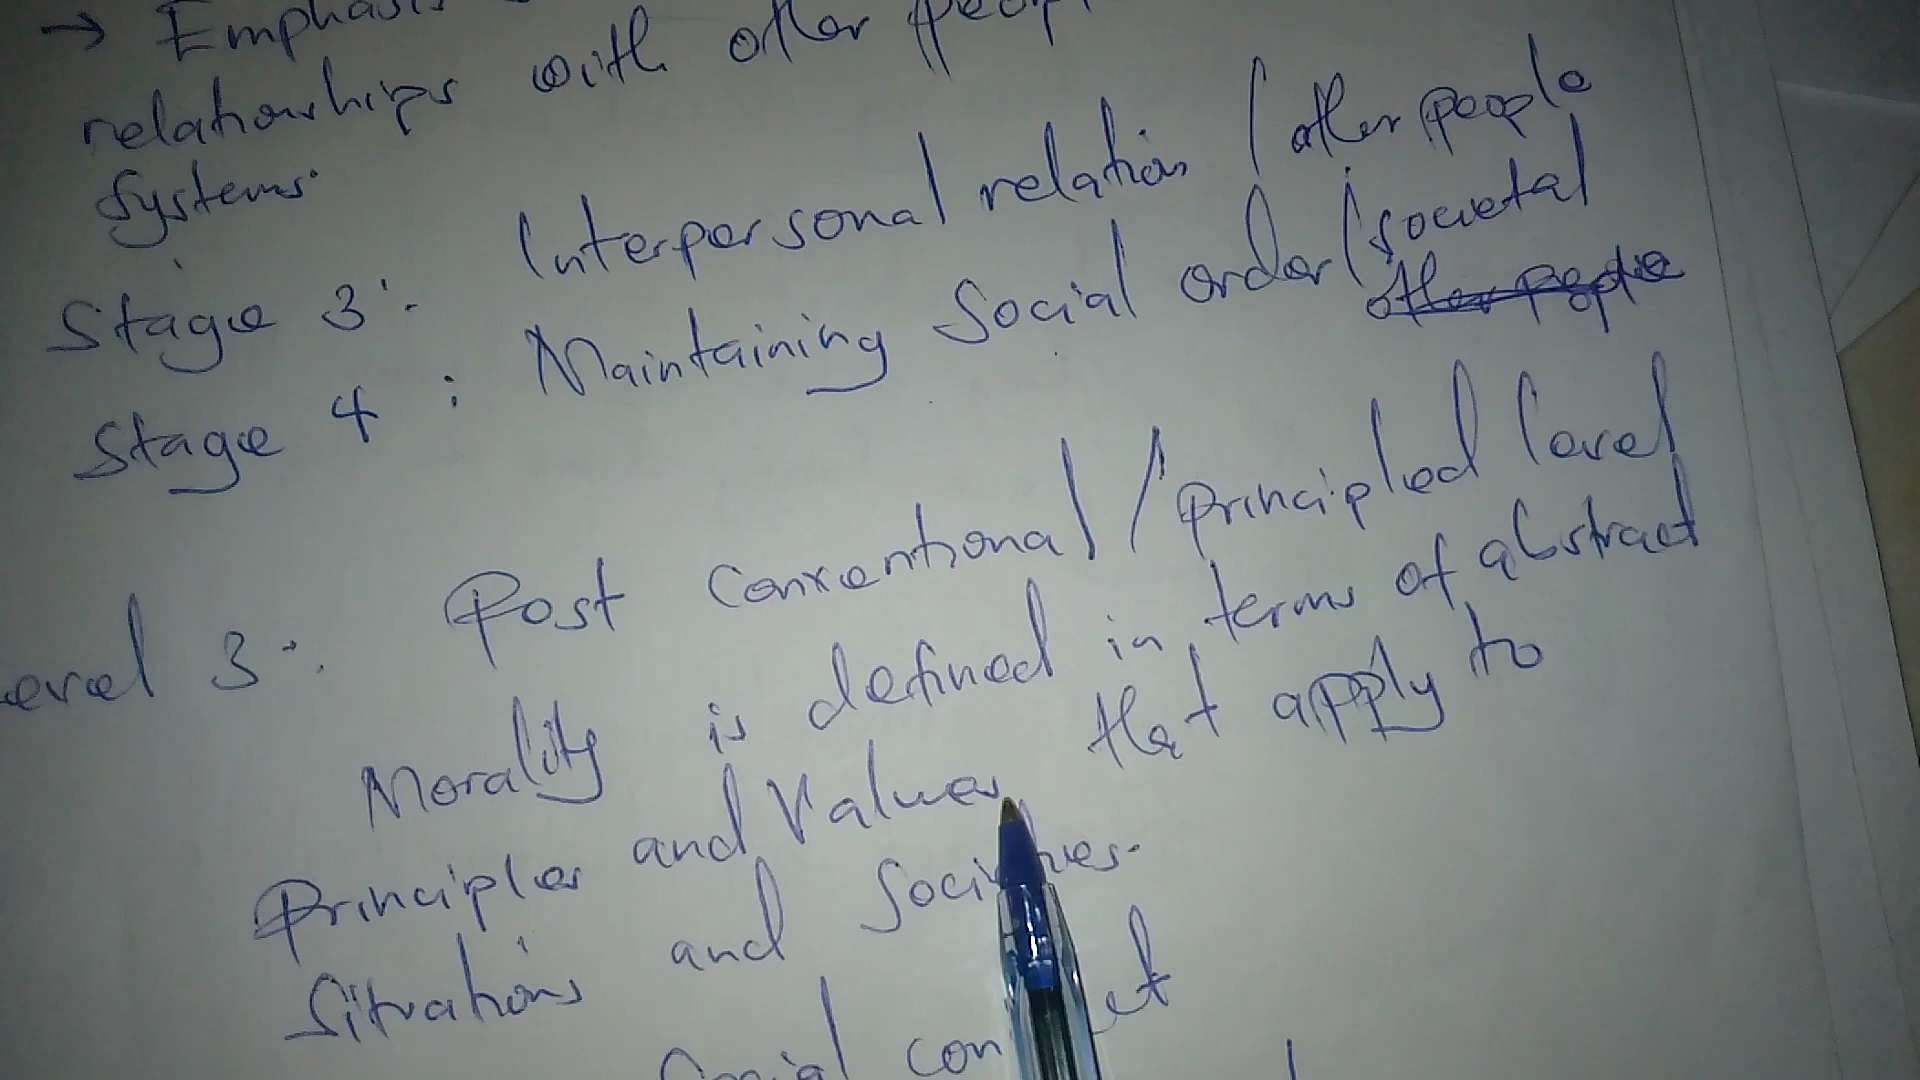 → Emphasis
relationships with other
systems.
Stage 3: Interpersonal relation / other people
Stage 4: Maintaining Social order / societal
other people
Level 3: Post Conventional / principled level
Morality is defined in terms of abstract
Principles and Values that apply to
Situations and Societies.
Social contract